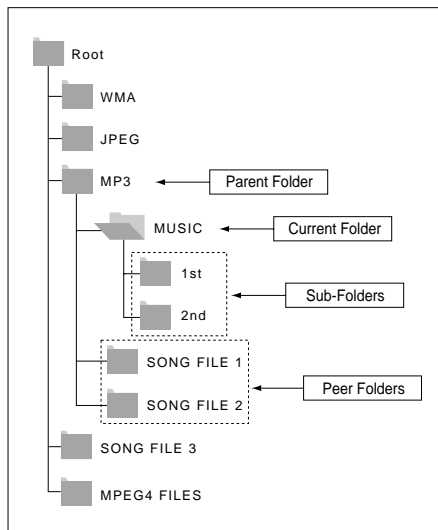 Root
WMA
JPEG
MP3
Parent Folder
MUSIC
Current Folder
1st
Sub-Folders
2nd
SONG FILE 1
Peer Folders
SONG FILE 2
SONG FILE 3
MPEG4 FILES